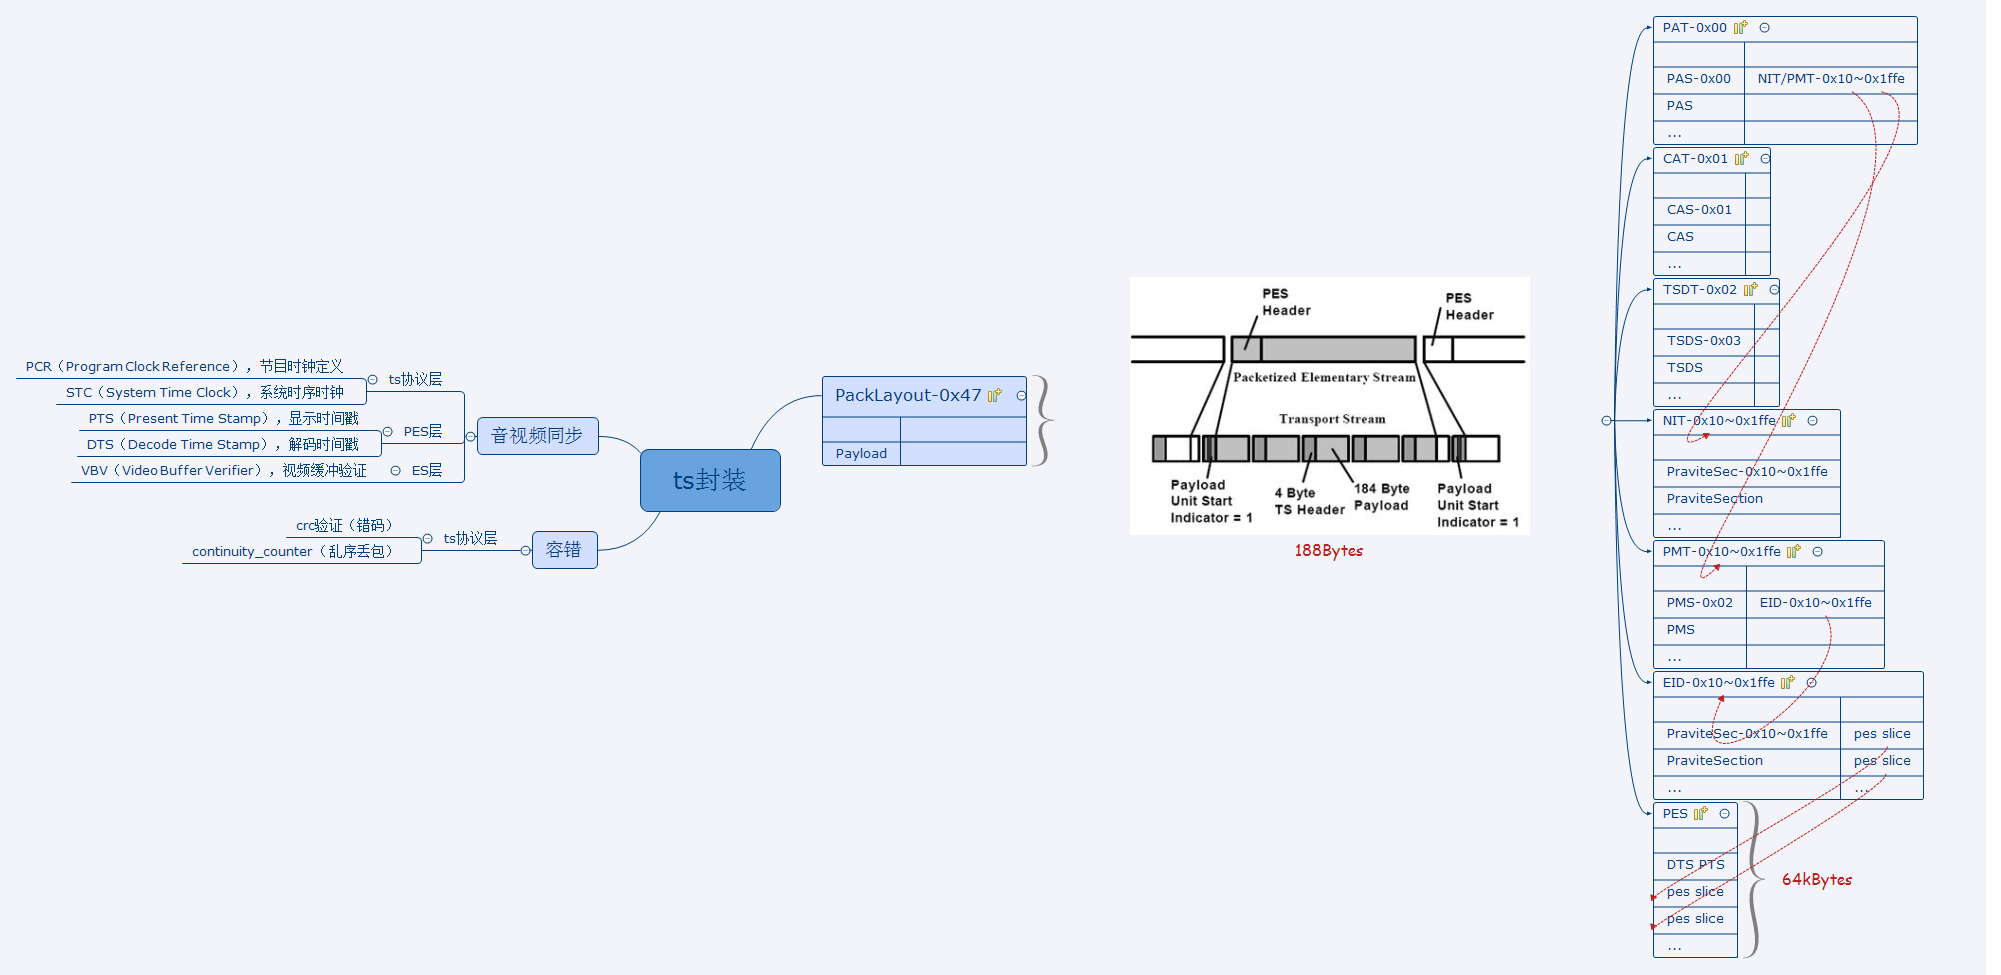 PCR（Program Clock Reference），节目时钟定义
STC（System Time Clock），系统时序时钟
ts协议层
PTS（Present Time Stamp），显示时间戳
DTS（Decode Time Stamp），解码时间戳
PES层
VBV（Video Buffer Verifier），视频缓冲验证
ES层
音视频同步
crc验证（错码）
continuity_counter（乱序丢包）
ts协议层
容错
ts封装
PackLayout-0x47
Payload
PES
Header
PES
Header
Packetized Elementary Stream
Transport Stream
Payload
Unit Start
Indicator = 1
4 Byte
TS Header
184 Byte
Payload
Payload
Unit Start
Indicator = 1
188Bytes
PAT-0x00
PAS-0x00
NIT/PMT-0x10~0x1ffe
PAS
...
CAT-0x01
CAS-0x01
CAS
...
TSDT-0x02
TSDS-0x03
TSDS
...
NIT-0x10~0x1ffe
PraviteSec-0x10~0x1ffe
PraviteSection
...
PMT-0x10~0x1ffe
PMS-0x02
EID-0x10~0x1ffe
PMS
...
EID-0x10~0x1ffe
PraviteSec-0x10~0x1ffe
pes slice
PraviteSection
pes slice
...
...
PES
DTS PTS
pes slice
pes slice
...
64kBytes